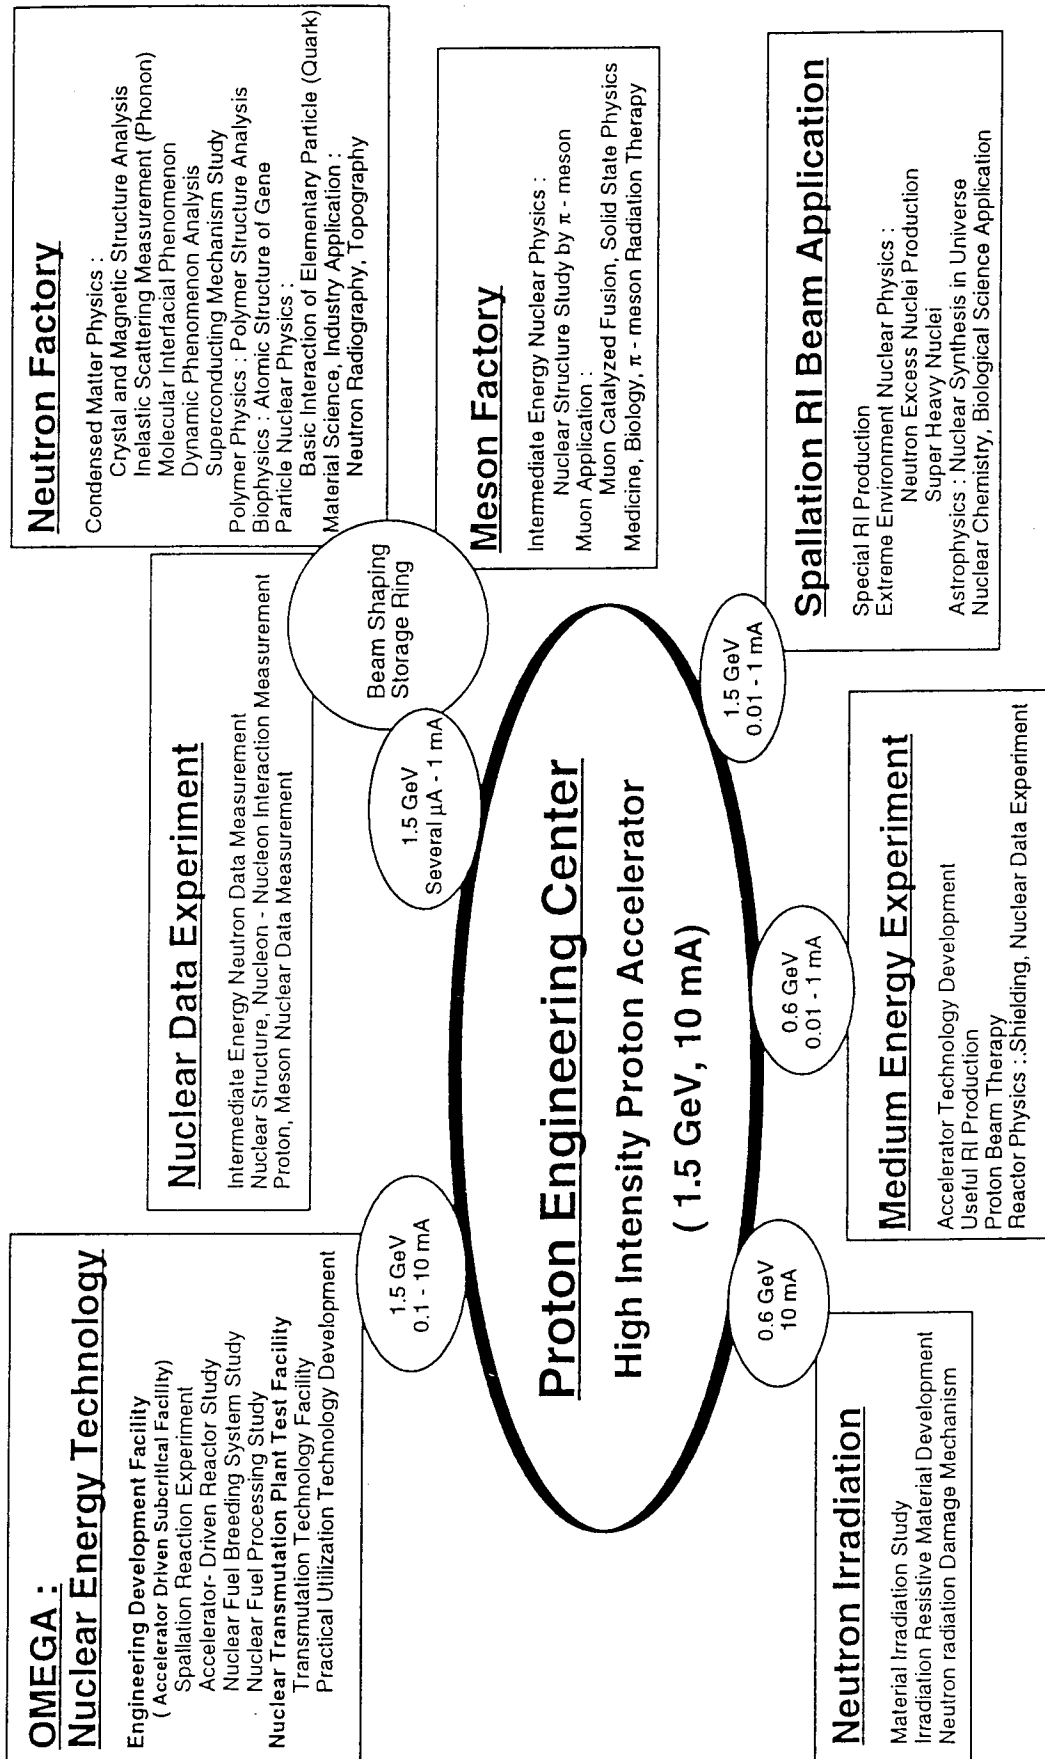 OMEGA :
Nuclear Energy Technology
Engineering Development Facility
( Accelerator Driven Subcritical Facility)
Spallation Reaction Experiment
Accelerator- Driven Reactor Study
Nuclear Fuel Breeding System Study
Nuclear Fuel Processing Study
Nuclear Transmutation Plant Test Facility
Transmutation Technology Facility
Practical Utilization Technology Development
Nuclear Data Experiment
Intermediate Energy Neutron Data Measurement
Nuclear Structure, Nucleon - Nucleon Interaction Measurement
Proton, Meson Nuclear Data Measurement
Neutron Factory
Condensed Matter Physics :
Crystal and Magnetic Structure Analysis
Inelastic Scattering Measurement (Phonon)
Molecular Interfacial Phenomenon
Dynamic Phenomenon Analysis
Superconducting Mechanism Study
Polymer Physics : Polymer Structure Analysis
Biophysics : Atomic Structure of Gene
Particle Nuclear Physics :
Basic Interaction of Elementary Particle (Quark)
Material Science, Industry Application :
Neutron Radiography, Topography
1.5 GeV
0.1 - 10 mA
1.5 GeV
Several μA - 1 mA
Beam Shaping
Storage Ring
Meson Factory
Intermediate Energy Nuclear Physics :
Nuclear Structure Study by π - meson
Muon Application :
Muon Catalyzed Fusion, Solid State Physics
Medicine, Biology, π - meson Radiation Therapy
Proton Engineering Center
High Intensity Proton Accelerator
( 1.5 GeV, 10 mA)
0.6 GeV
10 mA
0.6 GeV
0.01 - 1 mA
1.5 GeV
0.01 - 1 mA
Neutron Irradiation
Material Irradiation Study
Irradiation Resistive Material Development
Neutron radiation Damage Mechanism
Medium Energy Experiment
Accelerator Technology Development
Useful RI Production
Proton Beam Therapy
Reactor Physics :.Shielding, Nuclear Data Experiment
Spallation RI Beam Application
Special RI Production
Extreme Environment Nuclear Physics :
Neutron Excess Nuclei Production
Super Heavy Nuclei
Astrophysics : Nuclear Synthesis in Universe
Nuclear Chemistry, Biological Science Application